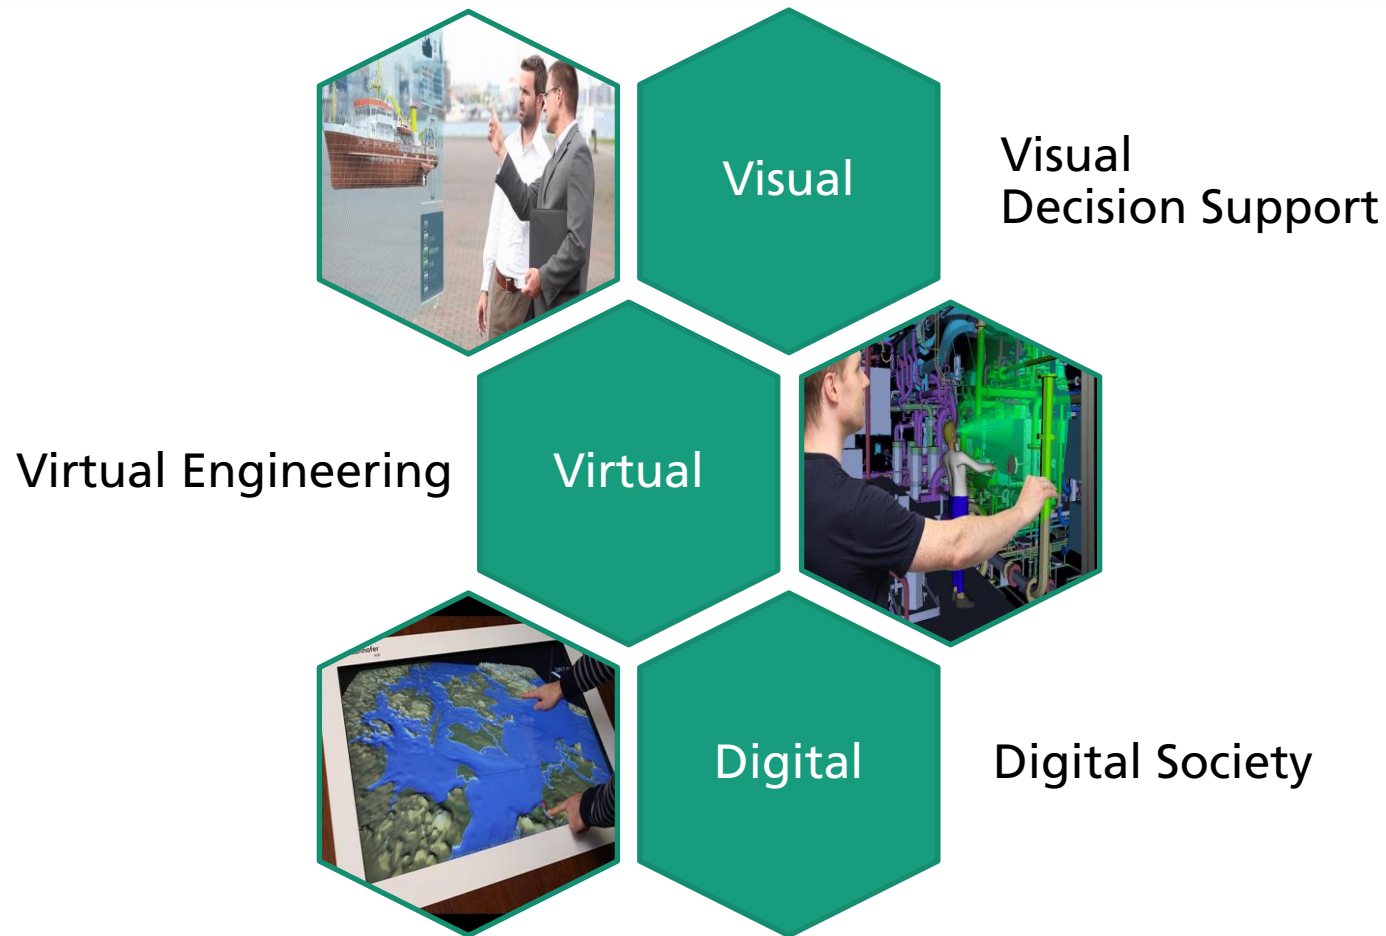 Visual
Visual
Decision Support
Virtual Engineering
Virtual
Digital
Digital Society